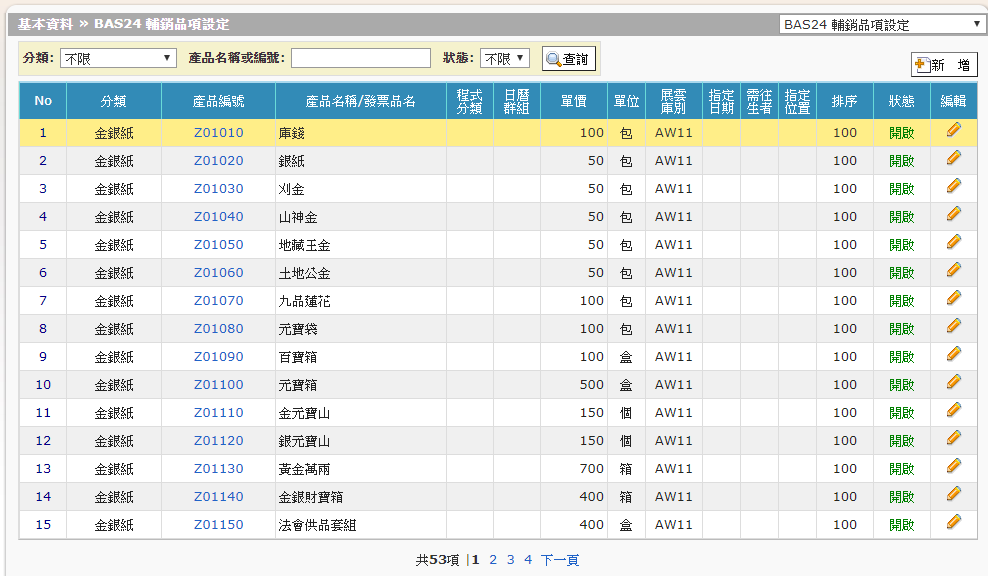 基本資料 » BAS24 輔銷品項設定 BAS24 輔銷品項設定
分類: 不限 產品名稱或編號: 狀態: 不限 查詢
新 增
No 分類 產品編號 產品名稱/發票品名 程式分類 日曆群組 單價 單位 展雲庫別 指定日期 需往生者 指定位置 排序 狀態 編輯
1 金銀紙 Z01010 庫錢 100 包 AW11 100 開啟
2 金銀紙 Z01020 銀紙 50 包 AW11 100 開啟
3 金銀紙 Z01030 刈金 50 包 AW11 100 開啟
4 金銀紙 Z01040 山神金 50 包 AW11 100 開啟
5 金銀紙 Z01050 地藏王金 50 包 AW11 100 開啟
6 金銀紙 Z01060 土地公金 50 包 AW11 100 開啟
7 金銀紙 Z01070 九品蓮花 100 包 AW11 100 開啟
8 金銀紙 Z01080 元寶袋 100 包 AW11 100 開啟
9 金銀紙 Z01090 百寶箱 100 盒 AW11 100 開啟
10 金銀紙 Z01100 元寶箱 500 盒 AW11 100 開啟
11 金銀紙 Z01110 金元寶山 150 個 AW11 100 開啟
12 金銀紙 Z01120 銀元寶山 150 個 AW11 100 開啟
13 金銀紙 Z01130 黃金萬兩 700 箱 AW11 100 開啟
14 金銀紙 Z01140 金銀財寶箱 400 箱 AW11 100 開啟
15 金銀紙 Z01150 法會供品套組 400 盒 AW11 100 開啟
共53項 |1 2 3 4 下一頁